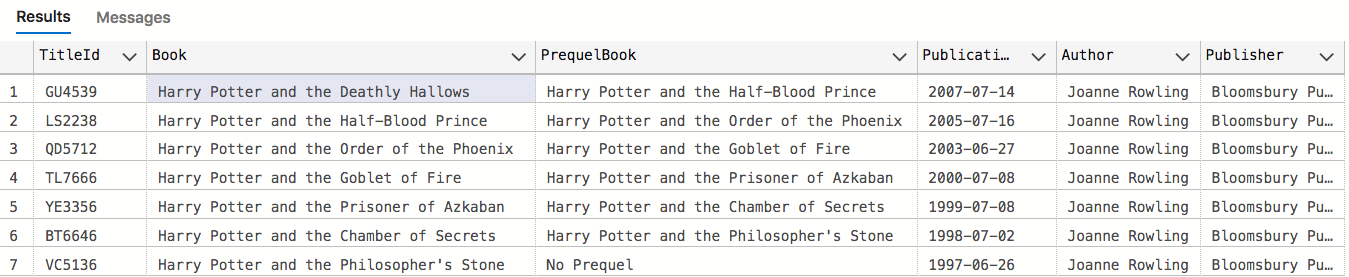 Results Messages
TitleId Book PrequelBook Publicati… Author Publisher
1 GU4539 Harry Potter and the Deathly Hallows Harry Potter and the Half-Blood Prince 2007-07-14 Joanne Rowling Bloomsbury Pu…
2 LS2238 Harry Potter and the Half-Blood Prince Harry Potter and the Order of the Phoenix 2005-07-16 Joanne Rowling Bloomsbury Pu…
3 QD5712 Harry Potter and the Order of the Phoenix Harry Potter and the Goblet of Fire 2003-06-27 Joanne Rowling Bloomsbury Pu…
4 TL7666 Harry Potter and the Goblet of Fire Harry Potter and the Prisoner of Azkaban 2000-07-08 Joanne Rowling Bloomsbury Pu…
5 YE3356 Harry Potter and the Prisoner of Azkaban Harry Potter and the Chamber of Secrets 1999-07-08 Joanne Rowling Bloomsbury Pu…
6 BT6646 Harry Potter and the Chamber of Secrets Harry Potter and the Philosopher's Stone 1998-07-02 Joanne Rowling Bloomsbury Pu…
7 VC5136 Harry Potter and the Philosopher's Stone No Prequel 1997-06-26 Joanne Rowling Bloomsbury Pu…